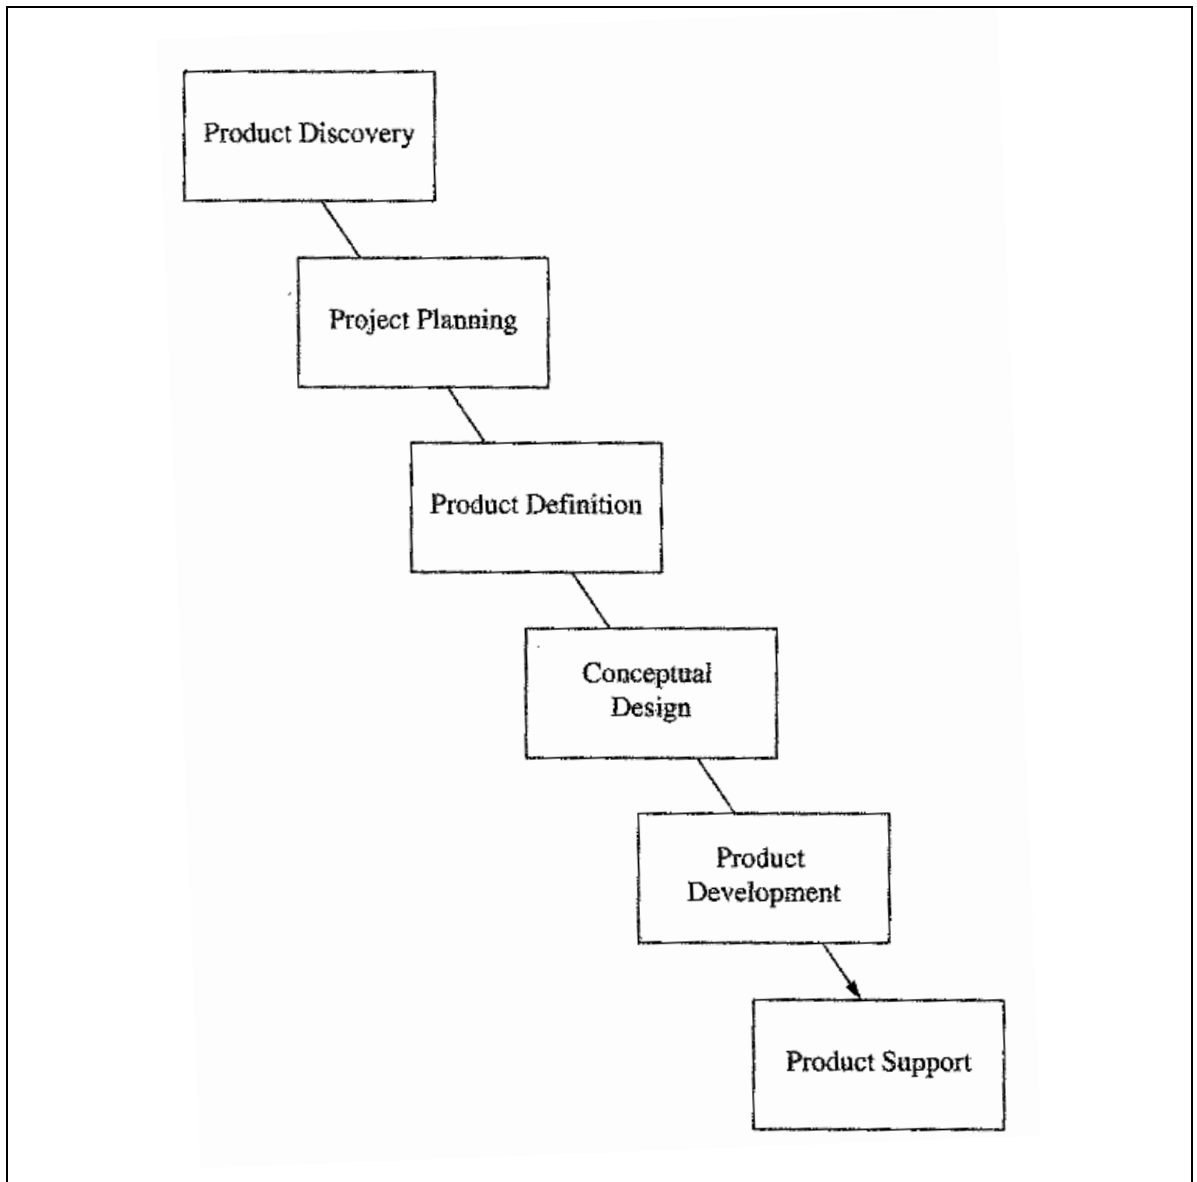 Product Discovery
Project Planning
Product Definition
Conceptual
Design
Product
Development
Product Support